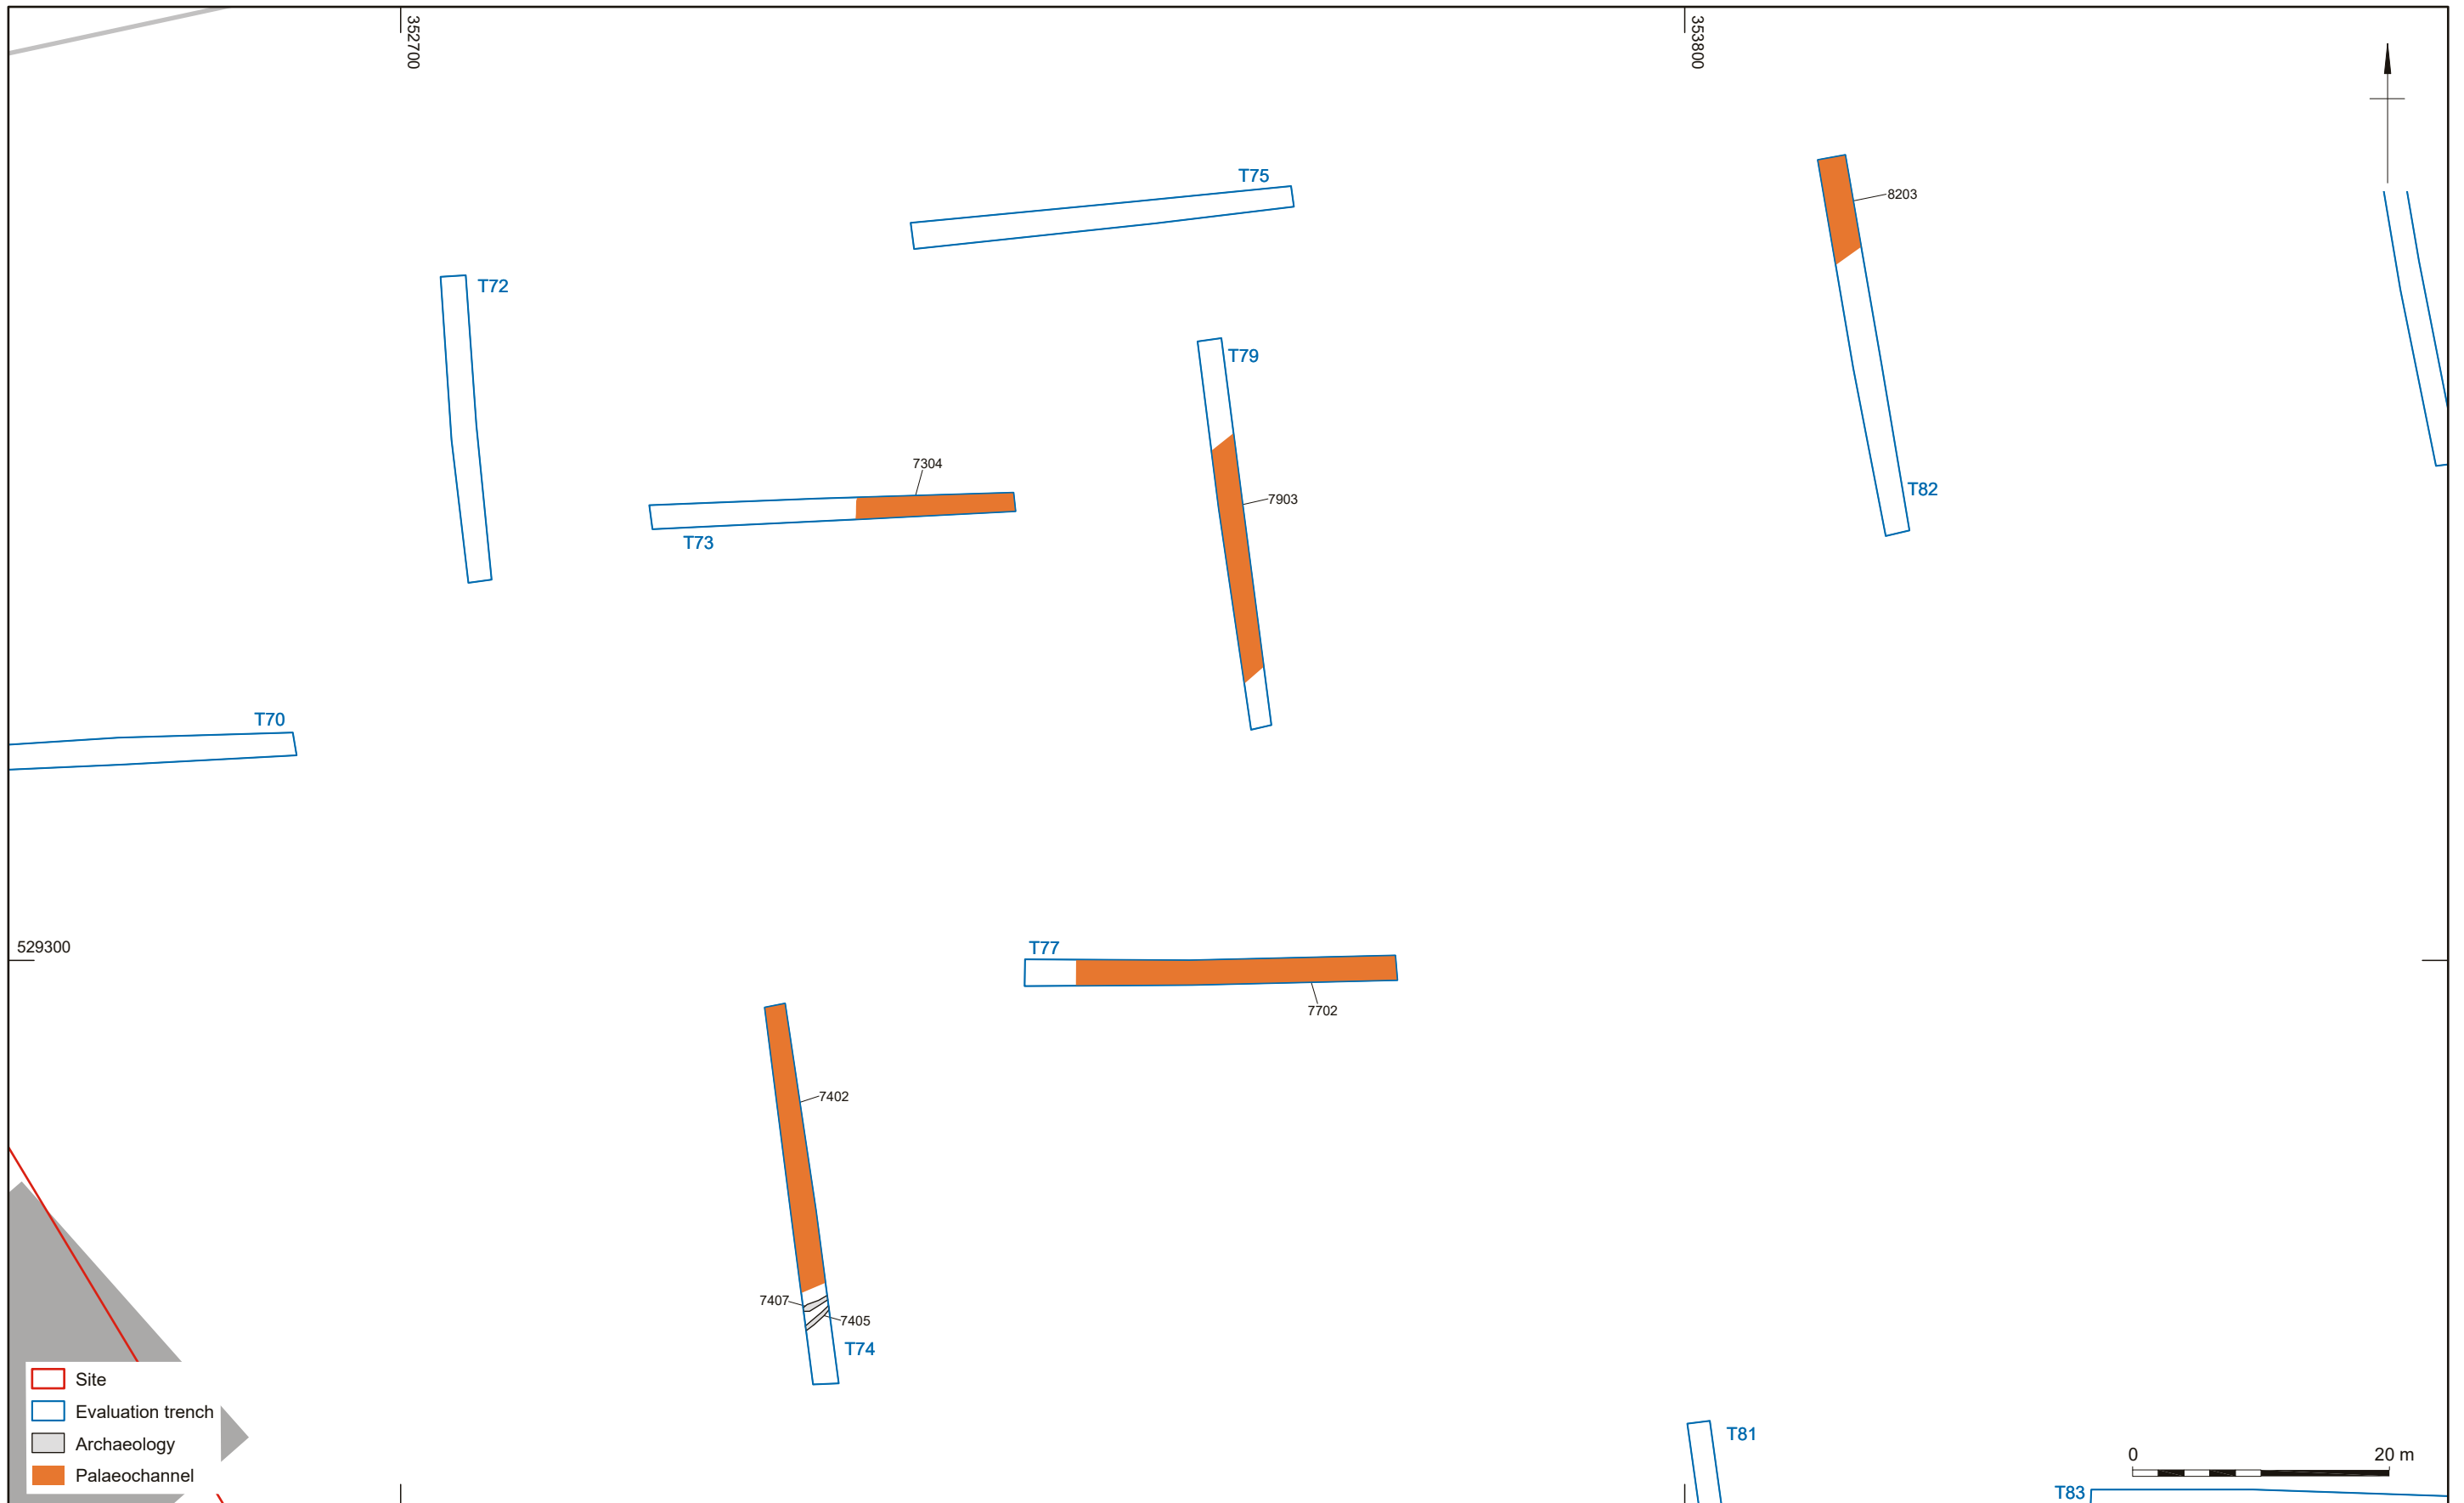 352700
353800
T75
8203
T72
T79
7304
7903
T82
T73
T70
529300
T77
7702
7402
7407
7405
T74
Site
Evaluation trench
Archaeology
Palaeochannel
T81
0 20 m
T83